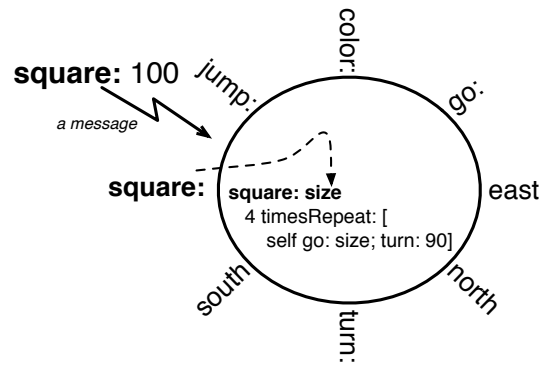 color:
square: 100
jump:
go:
a message
square:
square: size
east
4 timesRepeat: [
self go: size; turn: 90]
south
north
turn: